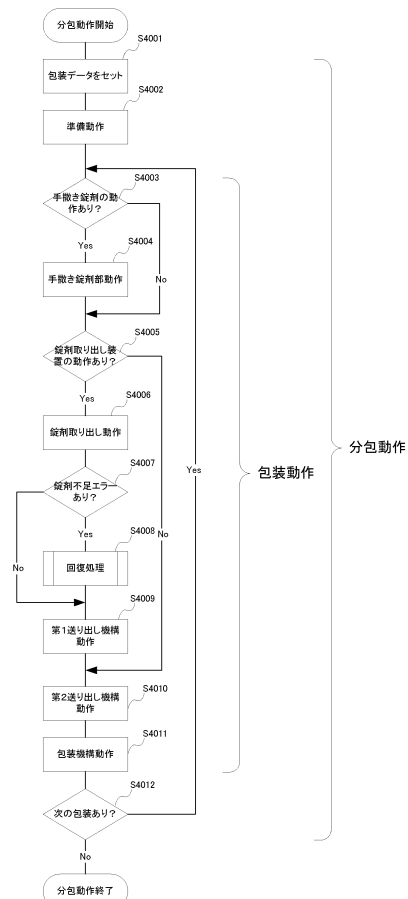 分包動作開始
S4001
包装データをセット
S4002
準備動作
S4003
手撒き錠剤の動
作あり？
Yes
S4004
手撒き錠剤部動作
No
S4005
錠剤取り出し装
置の動作あり？
Yes
S4006
錠剤取り出し動作
S4007
錠剤不足エラー
あり？
Yes
No
S4008
回復処理
No
S4009
第1送り出し機構
動作
S4010
第2送り出し機構
動作
S4011
包装機構動作
S4012
次の包装あり？
Yes
No
分包動作終了
包装動作
分包動作